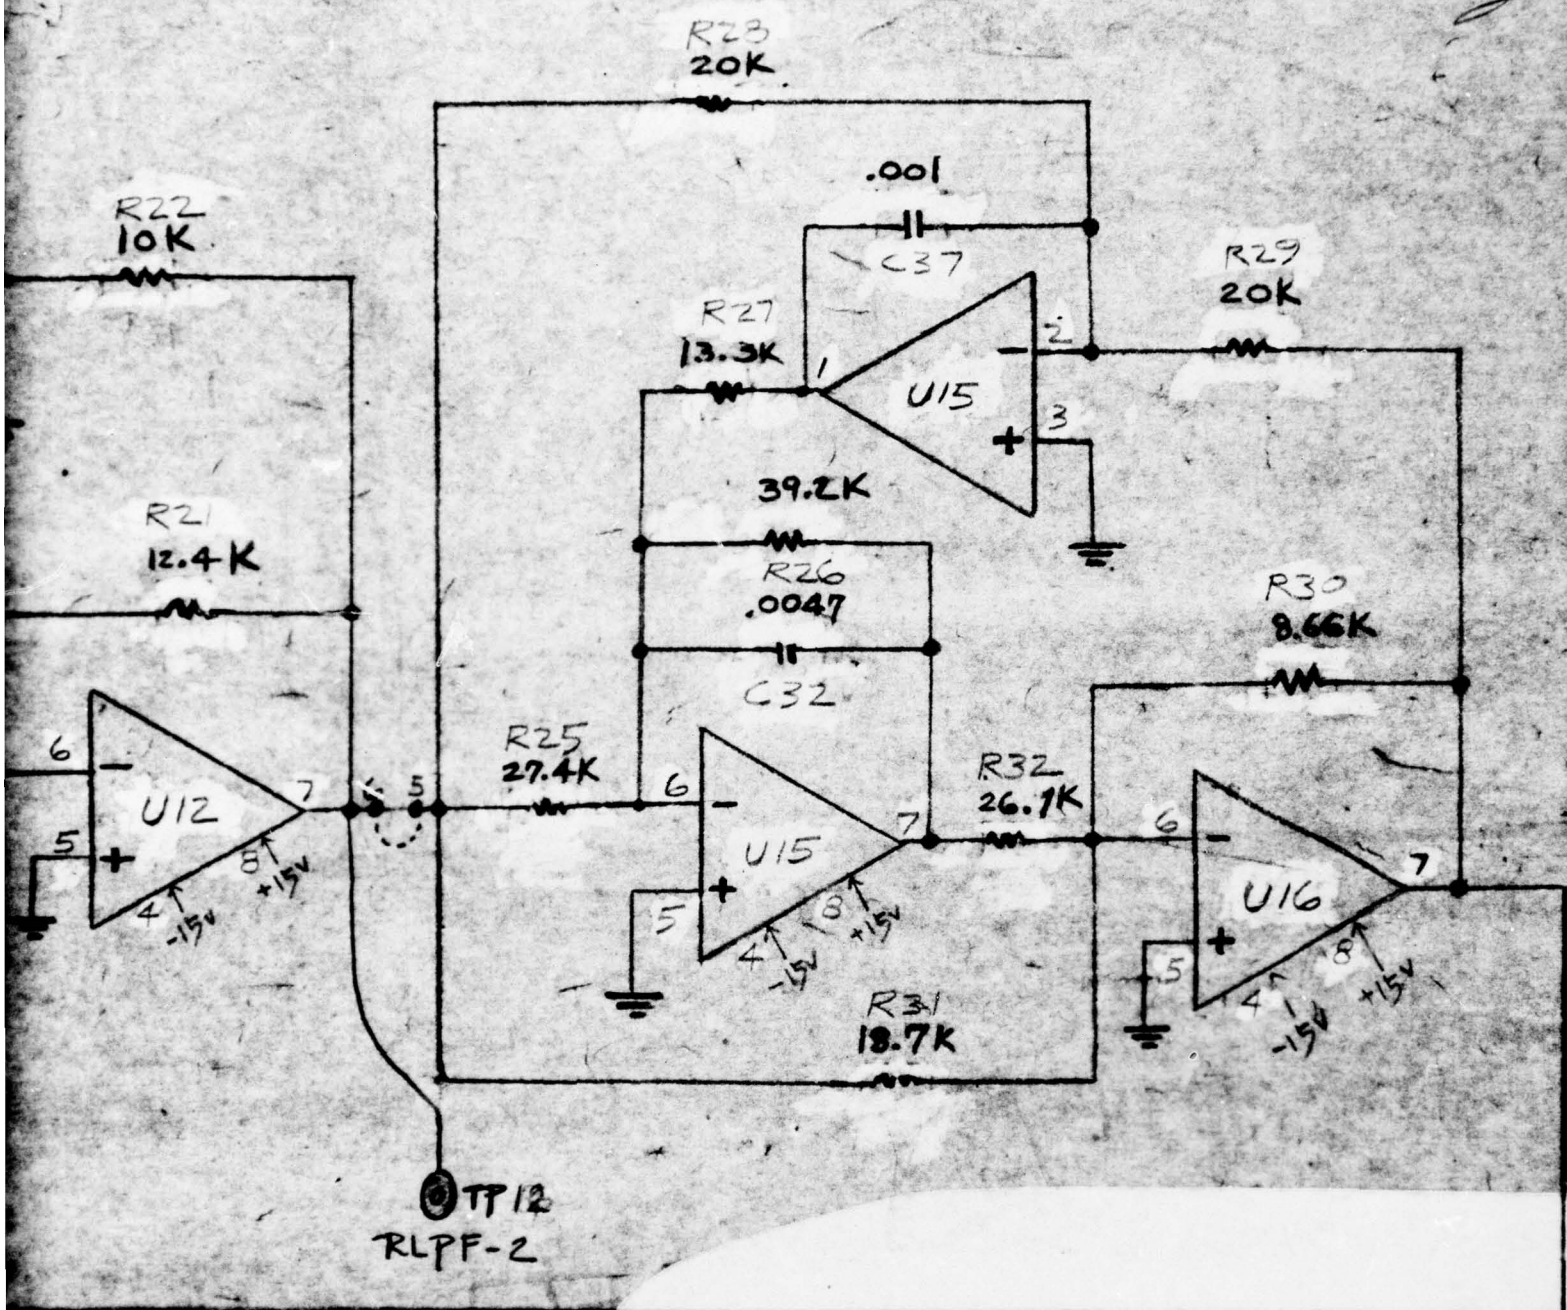 R28
20K
.001
C37
R22
10K
R29
20K
R27
13.3K
1
2
-
U15
+
3
39.2K
R26
.0047
C32
R21
12.4K
R30
8.66K
6
-
U12
5
+
7
4
-15V
8
+15V
6
5
R25
27.4K
6
-
U15
5
+
7
4
-15V
8
+15V
R32
26.1K
6
-
U16
5
+
7
4
-15V
8
+15V
R31
18.7K
TP12
RLPF-2